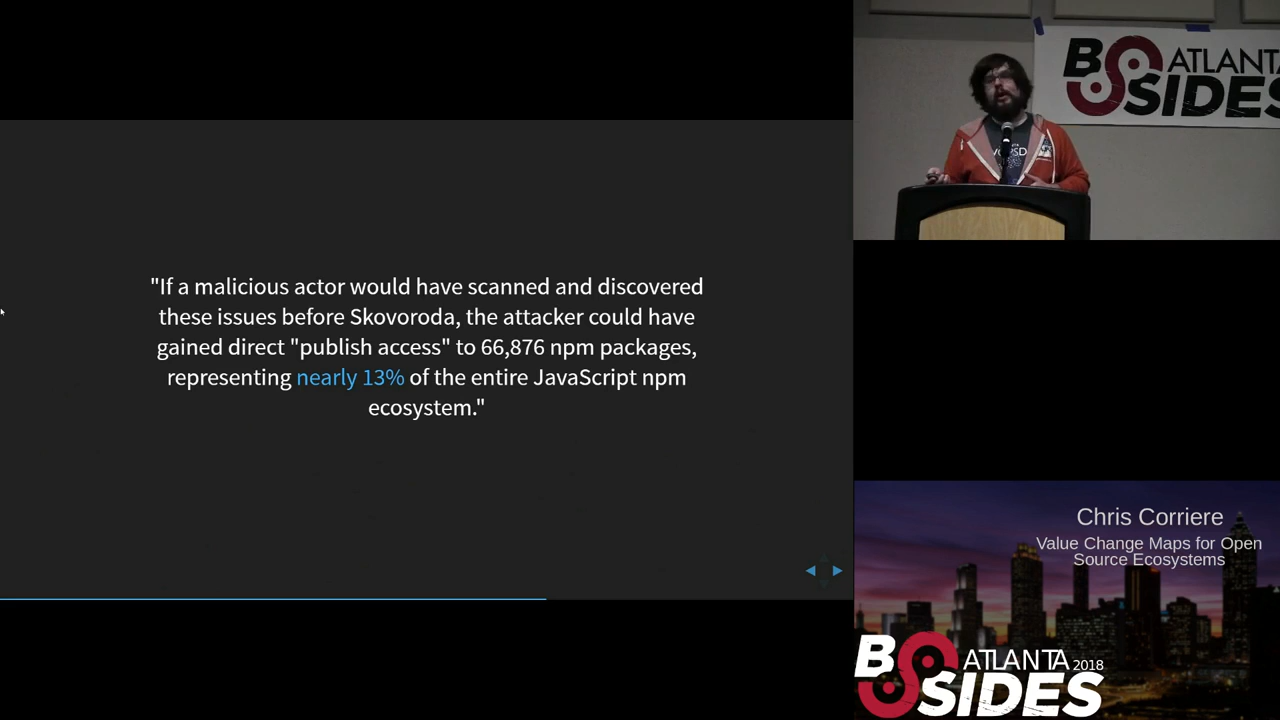 "If a malicious actor would have scanned and discovered
these issues before Skovoroda, the attacker could have
gained direct "publish access" to 66,876 npm packages,
representing nearly 13% of the entire JavaScript npm
ecosystem."
BSIDES
ATLANTA
Chris Corriere
Value Change Maps for Open
Source Ecosystems
BSIDES
ATLANTA 2018